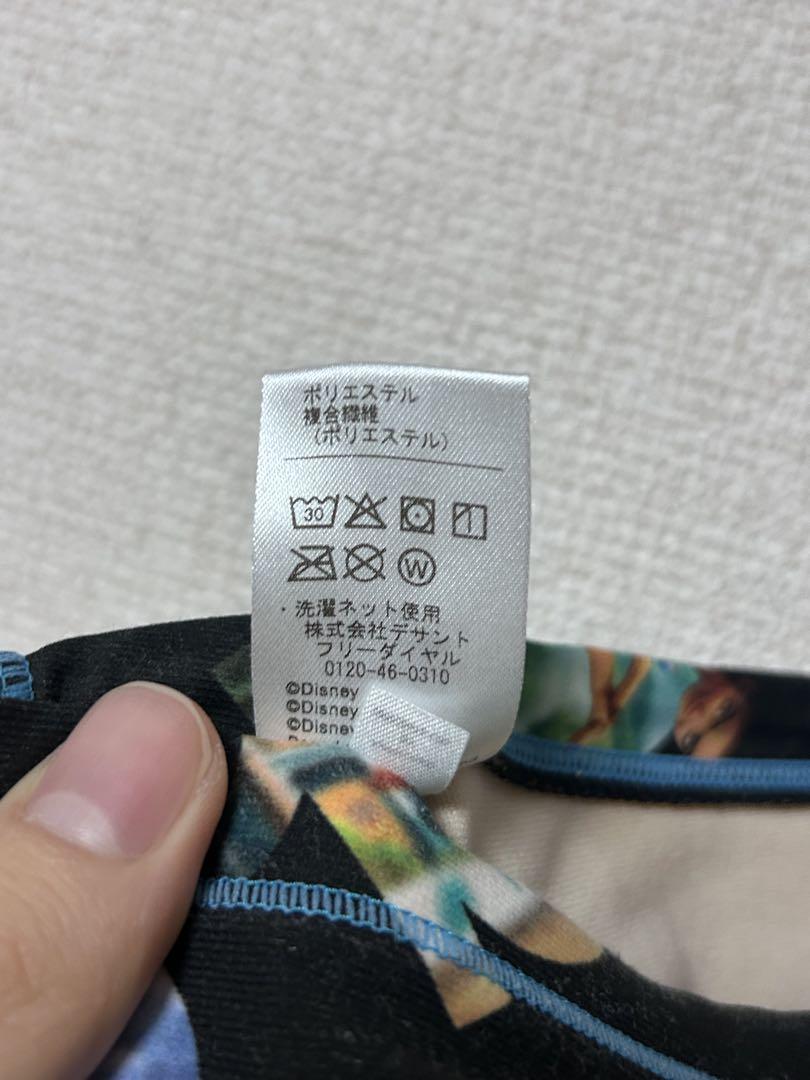 ポリエステル
複合繊維
(ポリエステル)
30
W
・洗濯ネット使用
株式会社デサント
フリーダイヤル
0120-46-0310
©Disney
©Disney
©Disney